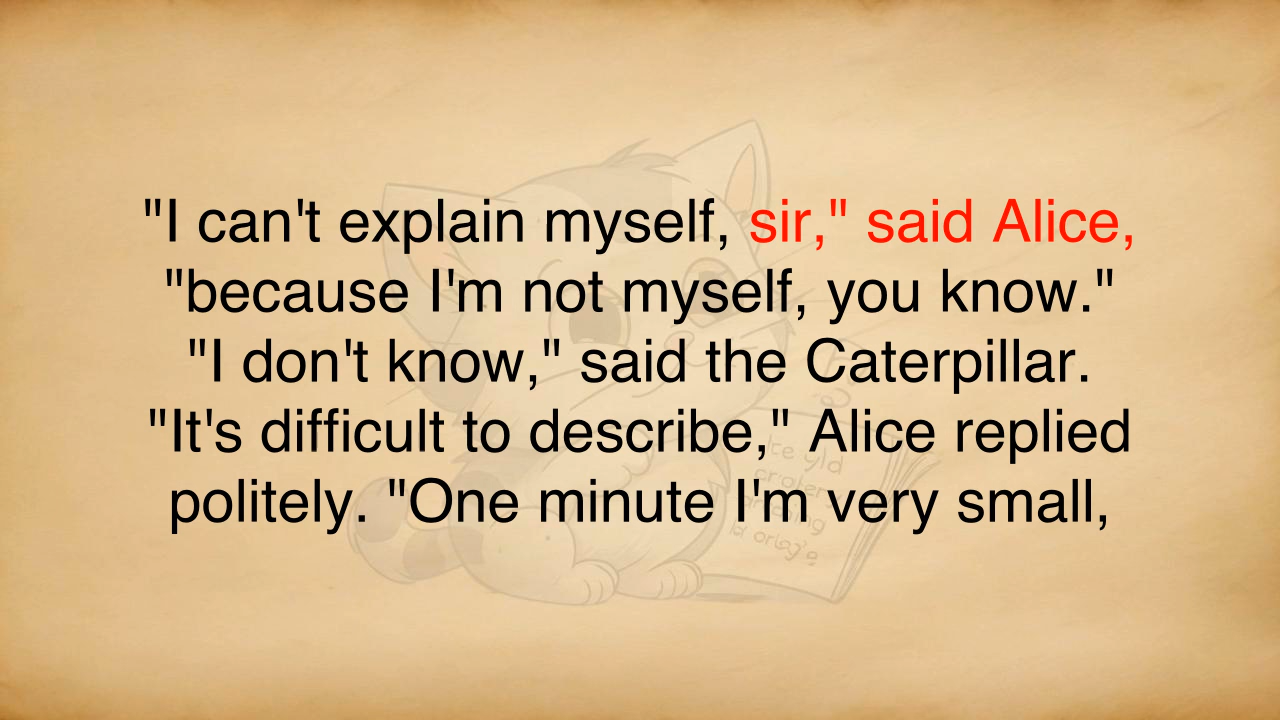 "I can't explain myself, sir," said Alice,
"because I'm not myself, you know."
"I don't know," said the Caterpillar.
"It's difficult to describe," Alice replied
politely. "One minute I'm very small,